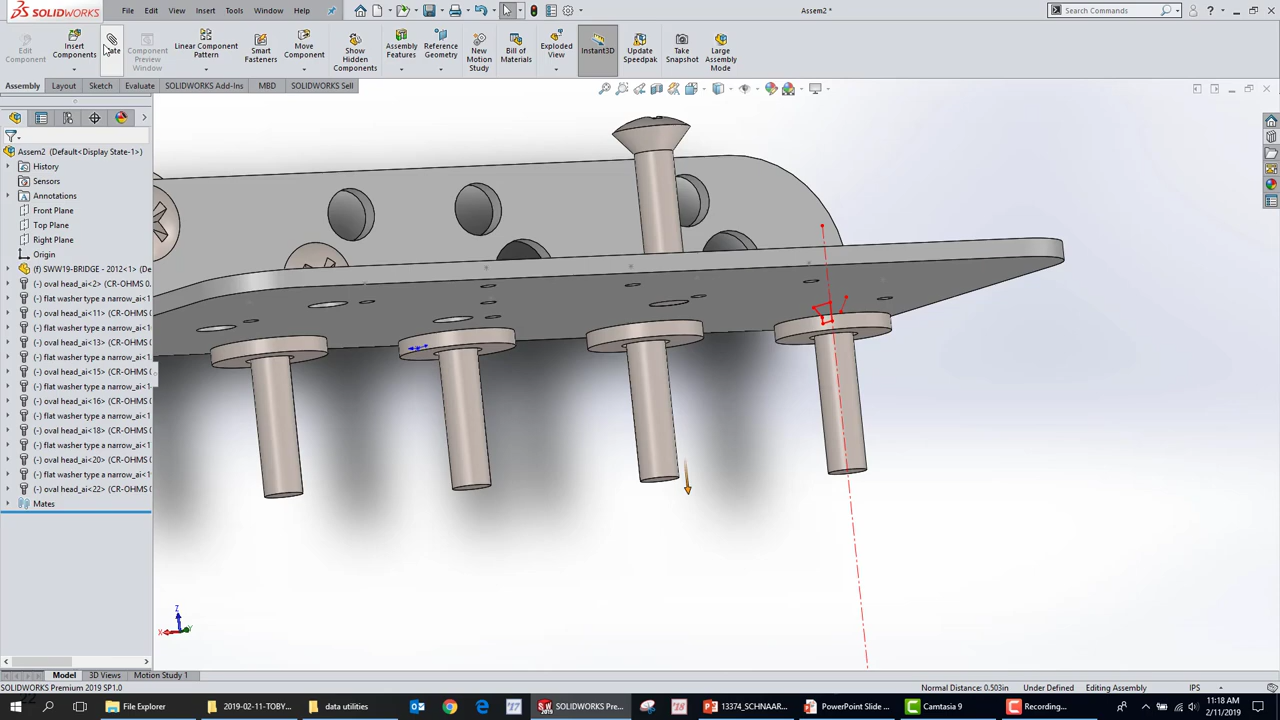 SOLIDWORKS
File Edit View Insert Tools Window Help
Assem2 *
Search Commands
Edit Component
Insert Components
Component Preview Window
Linear Component Pattern
Smart Fasteners
Move Component
Show Hidden Components
Assembly Features
Reference Geometry
New Motion Study
Bill of Materials
Exploded View
Instant3D
Update Speedpak
Take Snapshot
Large Assembly Mode
Assembly Layout Sketch Evaluate SOLIDWORKS Add-Ins MBD SOLIDWORKS Sell
Assem2 (Default<Display State-1>)
History
Sensors
Annotations
Front Plane
Top Plane
Right Plane
Origin
(f) SWW19-BRIDGE - 2012<1> (De
(-) oval head_ai<2> (CR-OHMS 0
(-) flat washer type a narrow_ai<1
(-) oval head_ai<11> (CR-OHMS
(-) flat washer type a narrow_ai<1
(-) oval head_ai<13> (CR-OHMS
(-) flat washer type a narrow_ai<1
(-) oval head_ai<15> (CR-OHMS
(-) flat washer type a narrow_ai<1
(-) oval head_ai<16> (CR-OHMS
(-) flat washer type a narrow_ai<1
(-) oval head_ai<18> (CR-OHMS
(-) flat washer type a narrow_ai<1
(-) oval head_ai<20> (CR-OHMS
(-) flat washer type a narrow_ai<1
(-) oval head_ai<22> (CR-OHMS
Mates
Z
X
Y
Model 3D Views Motion Study 1
SOLIDWORKS Premium 2019 SP1.0
Normal Distance: 0.503in Under Defined Editing Assembly IPS
File Explorer
2019-02-11-TOBY...
data utilities
'17
SOLIDWORKS Pre...
'18
13374_SCHNAAR...
PowerPoint Slide ...
Camtasia 9
Recording...
11:18 AM
2/11/2019